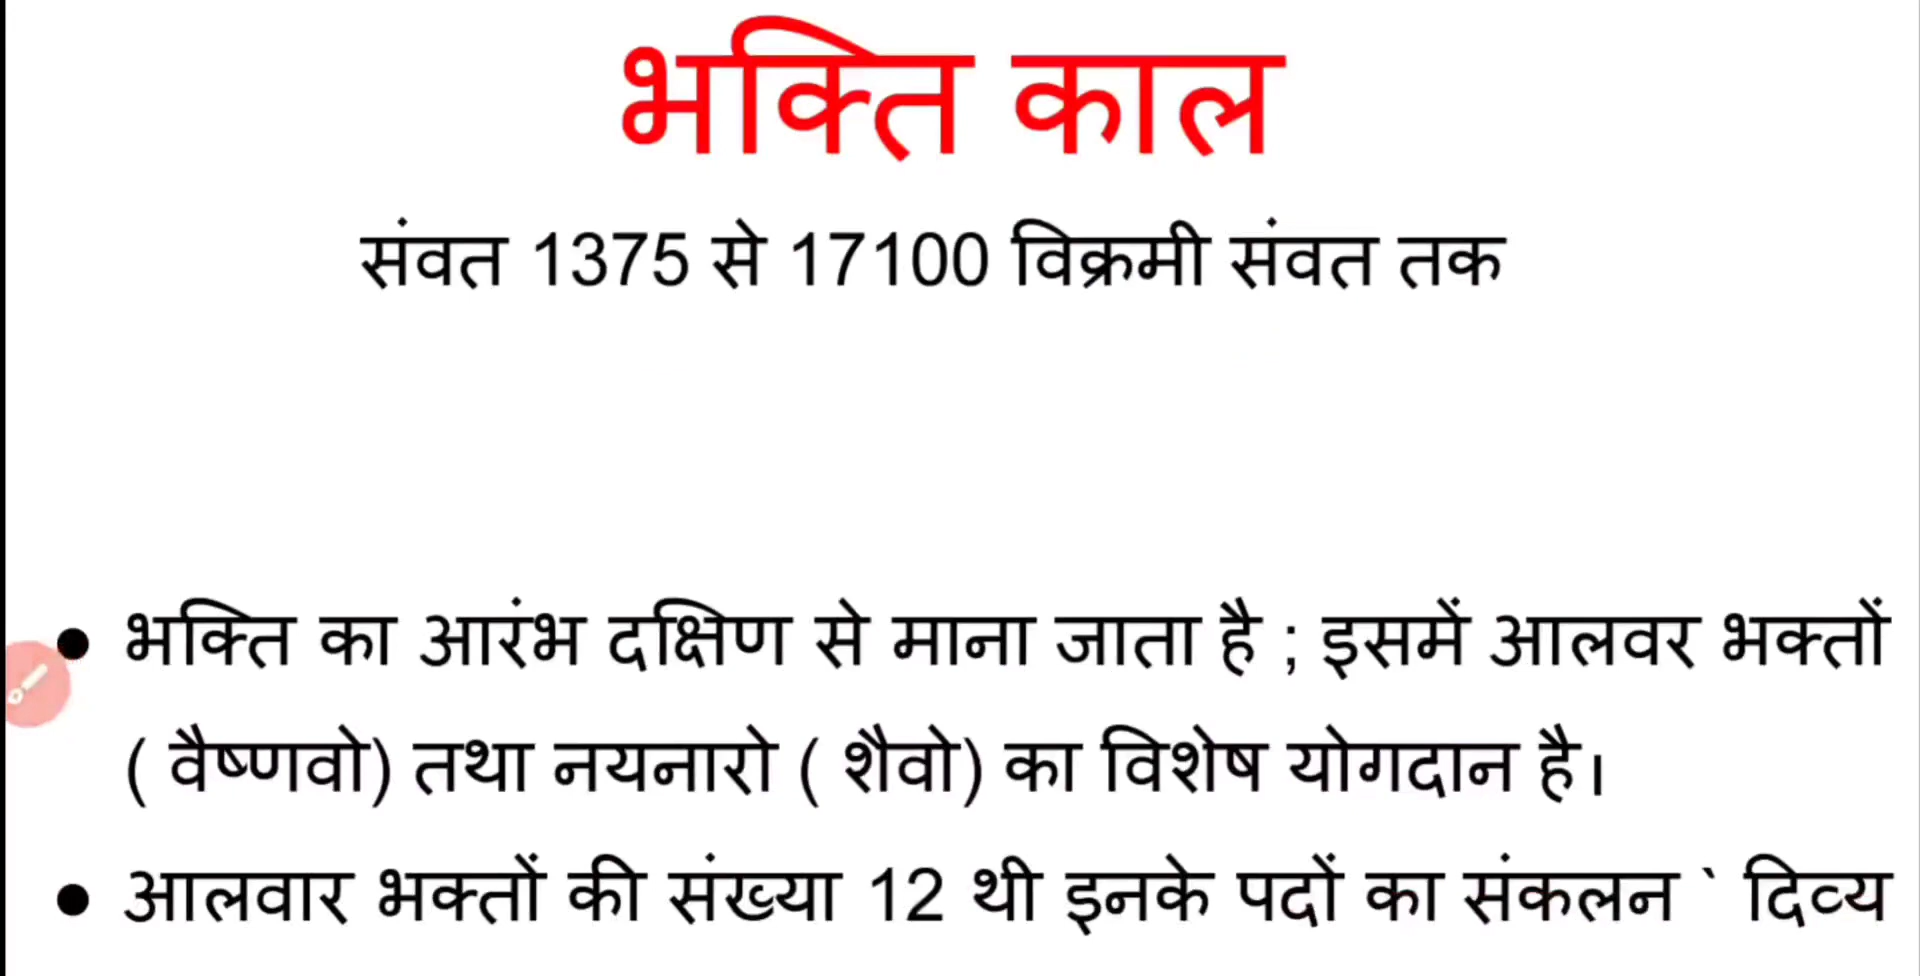 भक्ति काल
संवत 1375 से 17100 विक्रमी संवत तक
• भक्ति का आरंभ दक्षिण से माना जाता है ; इसमें आलवर भक्तों
( वैष्णवो) तथा नयनारो ( शैवो) का विशेष योगदान है।
• आलवार भक्तों की संख्या 12 थी इनके पदों का संकलन ` दिव्य